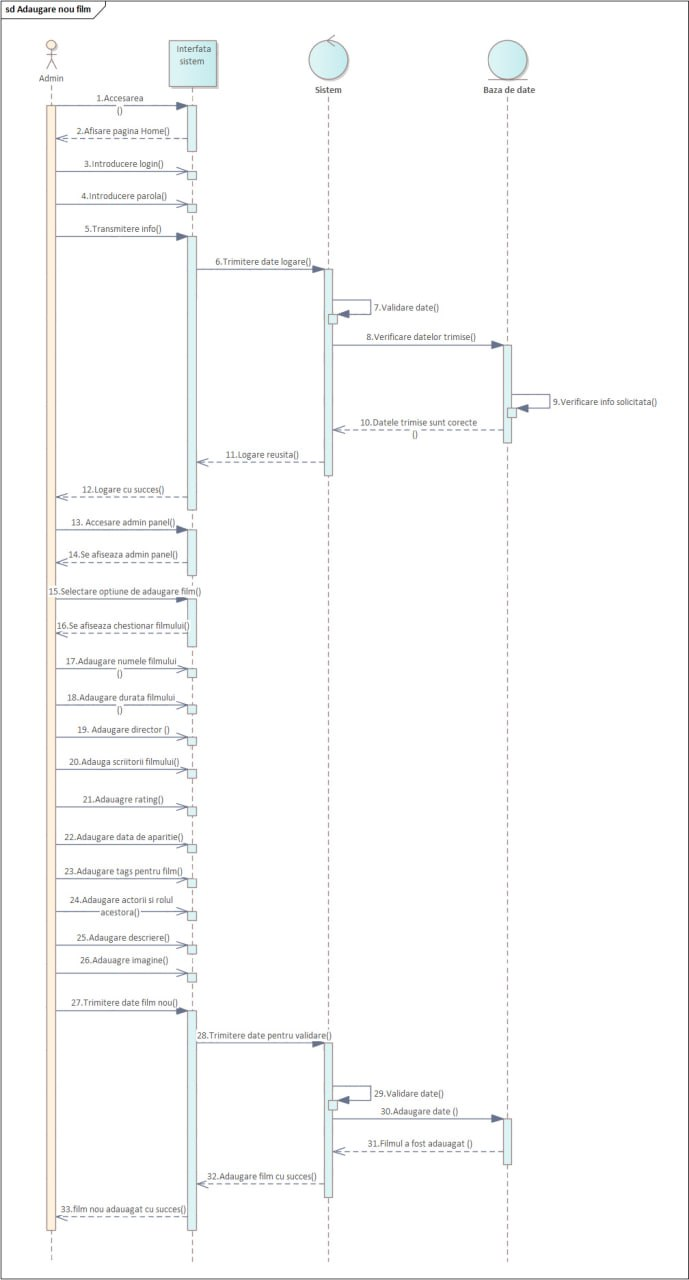 sd Adaugare nou film
Admin
Interfata
sistem
Sistem
Baza de date
1.Accesarea
()
2.Afisare pagina Home()
3.Introducere login()
4.Introducere parola()
5.Transmitere info()
6.Trimitere date logare()
7.Validare date()
8.Verificare datelor trimise()
9.Verificare info solicitata()
10.Datele trimise sunt corecte
()
11.Logare reusita()
12.Logare cu succes()
13. Accesare admin panel()
14.Se afiseaza admin panel()
15.Selectare optiune de adaugare film()
16.Se afiseaza chestionar filmului()
17.Adaugare numele filmului
()
18.Adaugare durata filmului
()
19. Adaugare director ()
20.Adauga scriitorii filmului()
21.Adauagre rating()
22.Adaugare data de aparitie()
23.Adaugare tags pentru film()
24.Adaugare actorii si rolul
acestora()
25.Adaugare descriere()
26.Adauagre imagine()
27.Trimitere date film nou()
28.Trimitere date pentru validare()
29.Validare date()
30.Adaugare date ()
31.Filmul a fost adauagat ()
32.Adaugare film cu succes()
33.film nou adauagat cu succes()